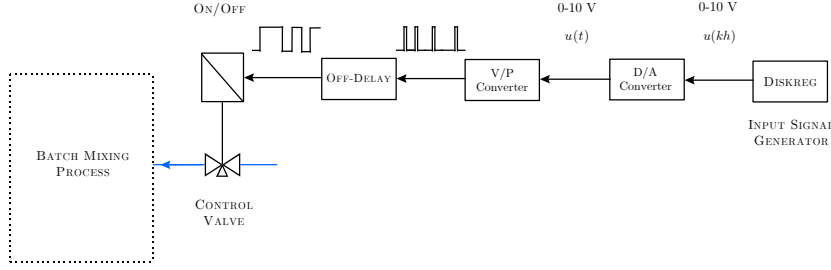 On/Off
0-10 V
0-10 V
u(t)
u(kh)
Off-Delay
V/P
Converter
D/A
Converter
Diskreg
Input Signal
Generator
Batch Mixing
Process
Control
Valve